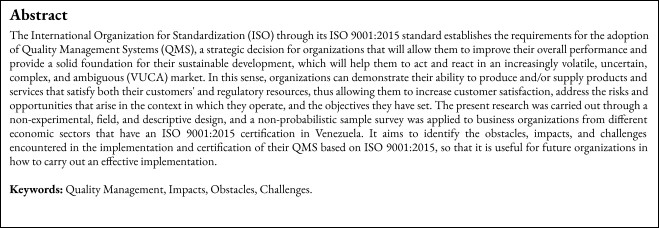 Abstract
The International Organization for Standardization (ISO) through its ISO 9001:2015 standard establishes the requirements for the adoption
of Quality Management Systems (QMS), a strategic decision for organizations that will allow them to improve their overall performance and
provide a solid foundation for their sustainable development, which will help them to act and react in an increasingly volatile, uncertain,
complex, and ambiguous (VUCA) market. In this sense, organizations can demonstrate their ability to produce and/or supply products and
services that satisfy both their customers' and regulatory resources, thus allowing them to increase customer satisfaction, address the risks and
opportunities that arise in the context in which they operate, and the objectives they have set. The present research was carried out through a
non-experimental, field, and descriptive design, and a non-probabilistic sample survey was applied to business organizations from different
economic sectors that have an ISO 9001:2015 certification in Venezuela. It aims to identify the obstacles, impacts, and challenges
encountered in the implementation and certification of their QMS based on ISO 9001:2015, so that it is useful for future organizations in
how to carry out an effective implementation.
Keywords: Quality Management, Impacts, Obstacles, Challenges.